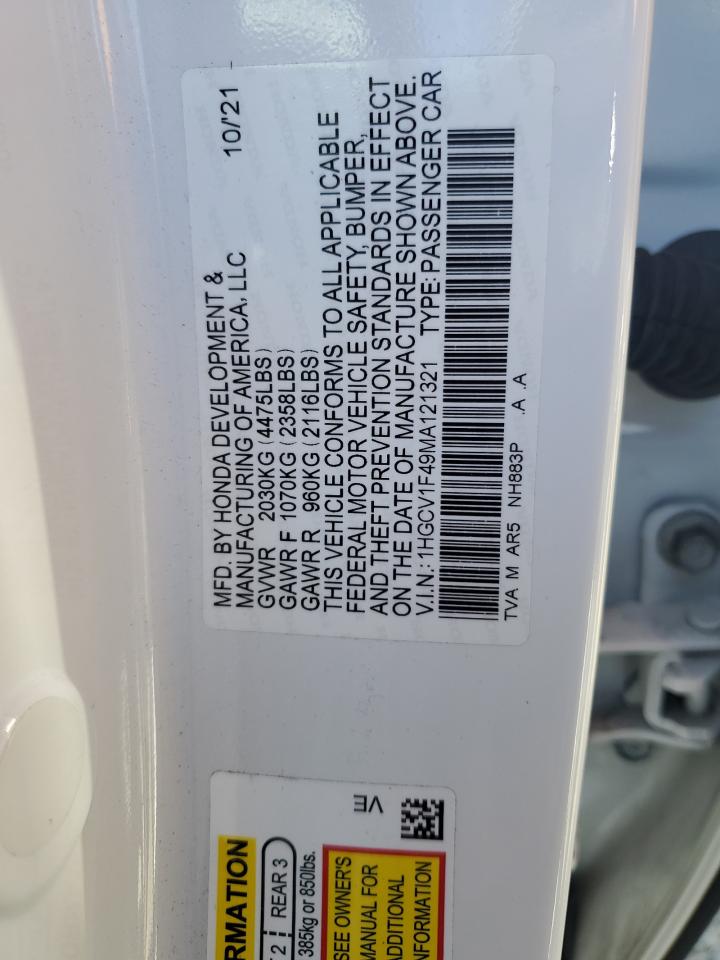 MFD. BY HONDA DEVELOPMENT & 10/'21
MANUFACTURING OF AMERICA, LLC
GVWR 2030KG (4475LBS)
GAWR F 1070KG (2358LBS)
GAWR R 960KG (2116LBS)
THIS VEHICLE CONFORMS TO ALL APPLICABLE
FEDERAL MOTOR VEHICLE SAFETY, BUMPER,
AND THEFT PREVENTION STANDARDS IN EFFECT
ON THE DATE OF MANUFACTURE SHOWN ABOVE.
V.I.N.: 1HGCV1F49MA121321 TYPE: PASSENGER CAR
TVA M AR5 NH883P .A .A
RMATION
2 REAR 3
385kg or 850lbs.
VE
SEE OWNER'S
MANUAL FOR
ADDITIONAL
NFORMATION